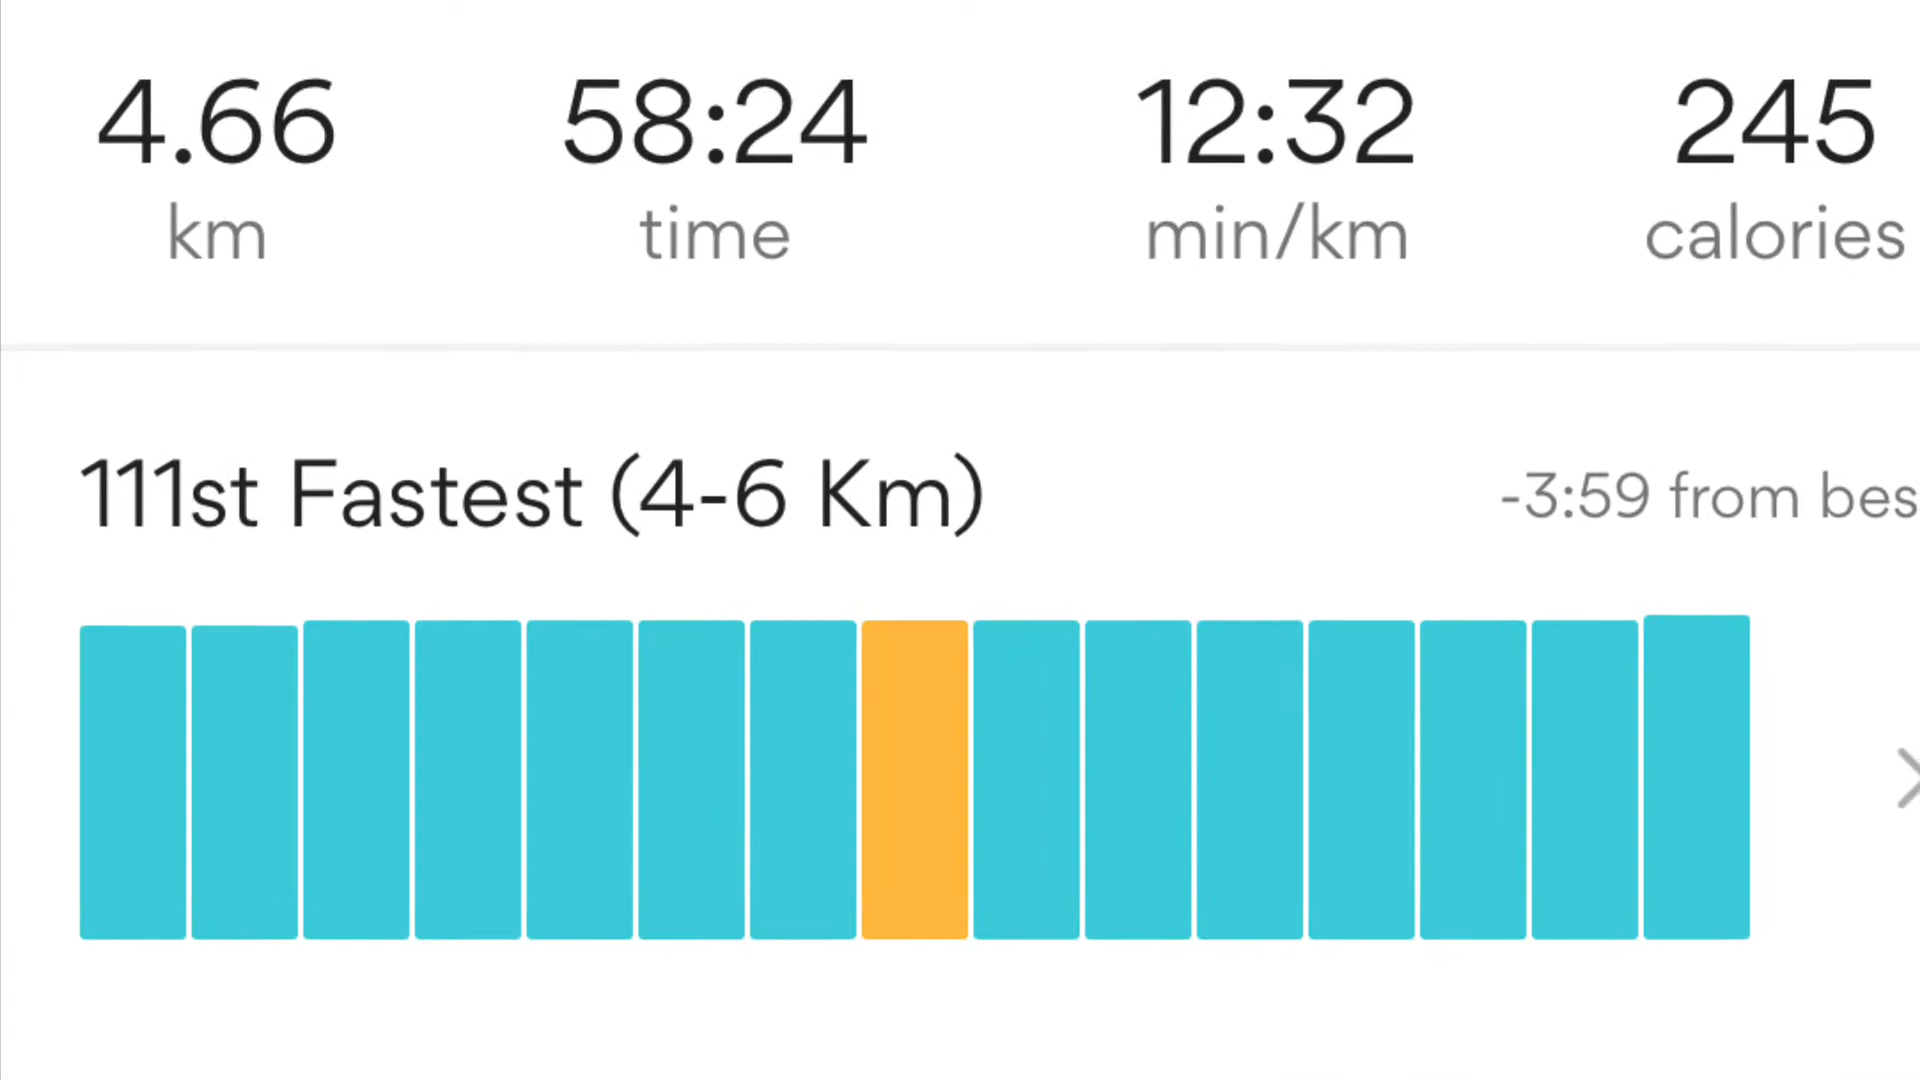 4.66 58:24 12:32 245
km time min/km calories
111st Fastest (4-6 Km) -3:59 from bes